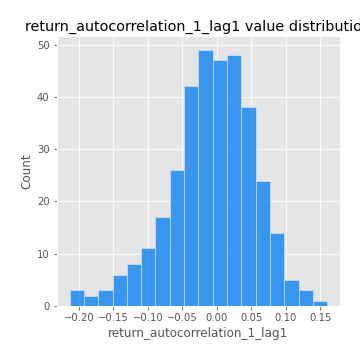 return_autocorrelation_1_lag1 value distributio
50
40
30
20
10
0
Count
−0.20 −0.15 −0.10 −0.05 0.00 0.05 0.10 0.15
return_autocorrelation_1_lag1